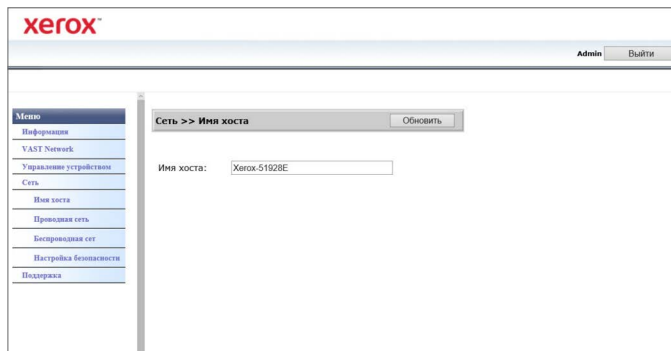 xerox™
Admin Выйти
Меню
Информация
VAST Network
Управление устройством
Сеть
Имя хоста
Проводная сеть
Беспроводная сет
Настройка безопасности
Поддержка
Сеть >> Имя хоста Обновить
Имя хоста: Xerox-51928E